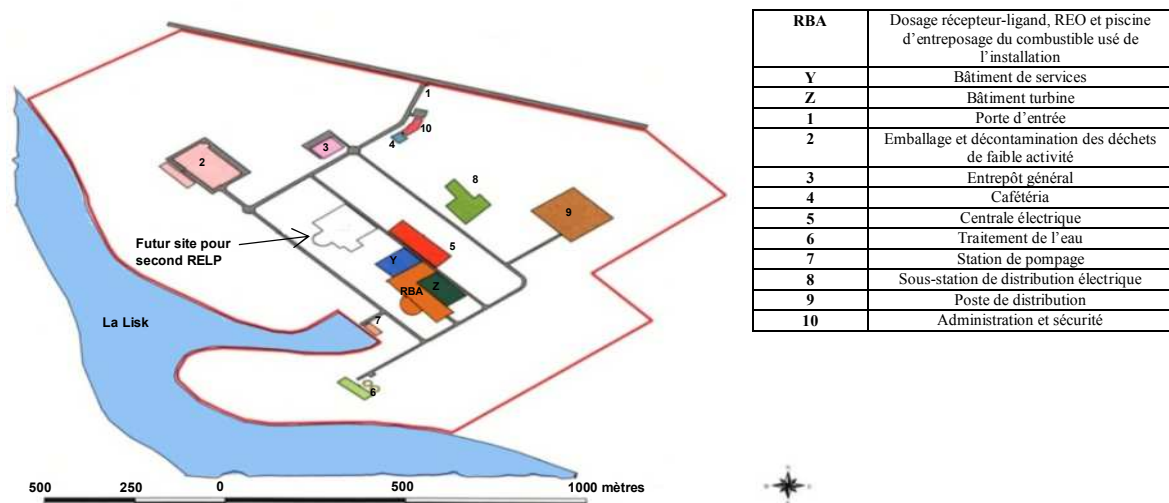 1
10
4
3
2
8
9
Futur site pour
second RELP
5
Y
Z
RBA
La Lisk
7
6
500 250 0 500 1000 mètres
RBA Dosage récepteur-ligand, REO et piscine
d’entreposage du combustible usé de
l’installation
Y Bâtiment de services
Z Bâtiment turbine
1 Porte d’entrée
2 Emballage et décontamination des déchets
de faible activité
3 Entrepôt général
4 Cafétéria
5 Centrale électrique
6 Traitement de l’eau
7 Station de pompage
8 Sous-station de distribution électrique
9 Poste de distribution
10 Administration et sécurité